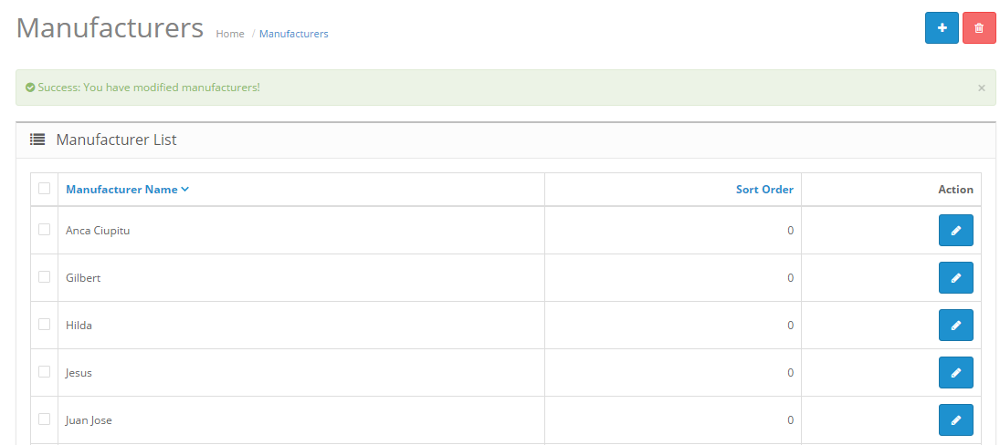 Manufacturers Home / Manufacturers
Success: You have modified manufacturers! ×
Manufacturer List
Manufacturer Name Sort Order Action
Anca Ciupitu 0
Gilbert 0
Hilda 0
Jesus 0
Juan Jose 0